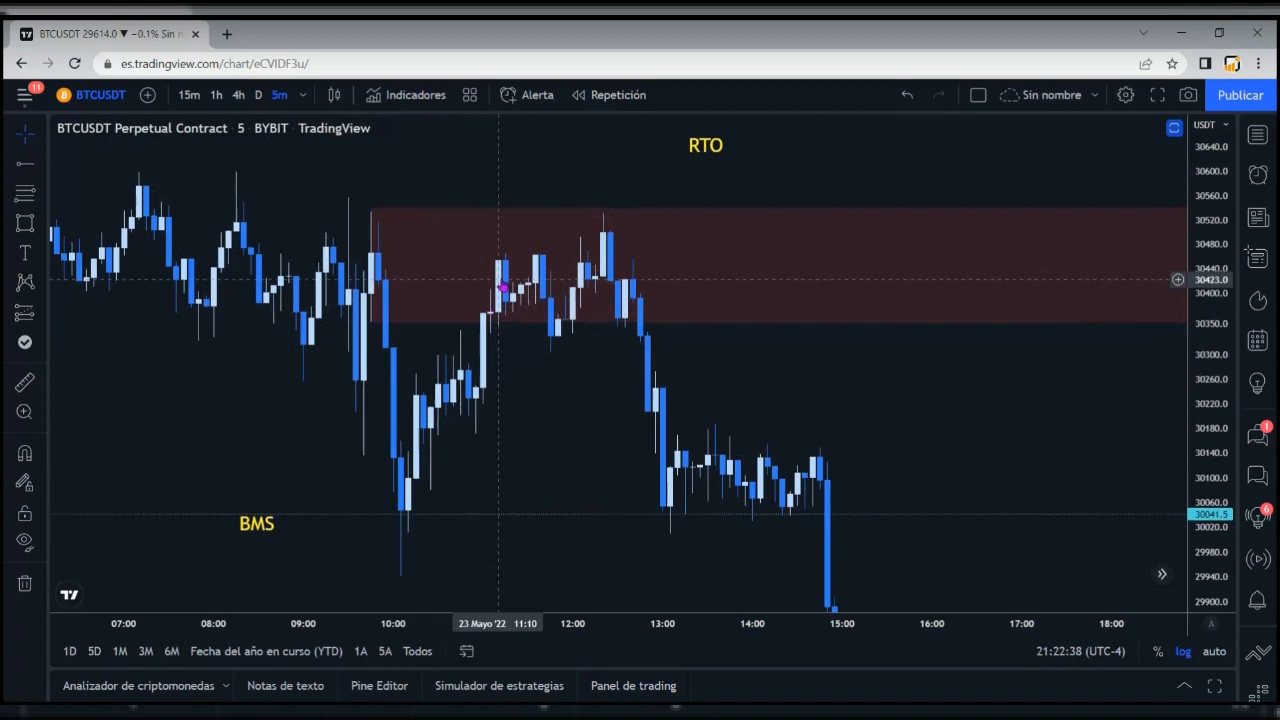 BTCUSDT 29614.0 ▼ −0.1% Sin n
es.tradingview.com/chart/eCVIDF3u/
11
BTCUSDT 15m 1h 4h D 5m Indicadores Alerta Repetición Sin nombre Publicar
BTCUSDT Perpetual Contract · 5 · BYBIT · TradingView
USDT
RTO
30640.0
30600.0
30560.0
30520.0
30480.0
30440.0
30423.0
30400.0
30350.0
30300.0
30260.0
30220.0
30180.0
30140.0
30100.0
30060.0
30041.5
30020.0
29980.0
29940.0
29900.0
BMS
1
6
07:00 08:00 09:00 10:00 23 Mayo '22 11:10 12:00 13:00 14:00 15:00 16:00 17:00 18:00 A
1D 5D 1M 3M 6M Fecha del año en curso (YTD) 1A 5A Todos 21:22:38 (UTC-4) % log auto
Analizador de criptomonedas Notas de texto Pine Editor Simulador de estrategias Panel de trading